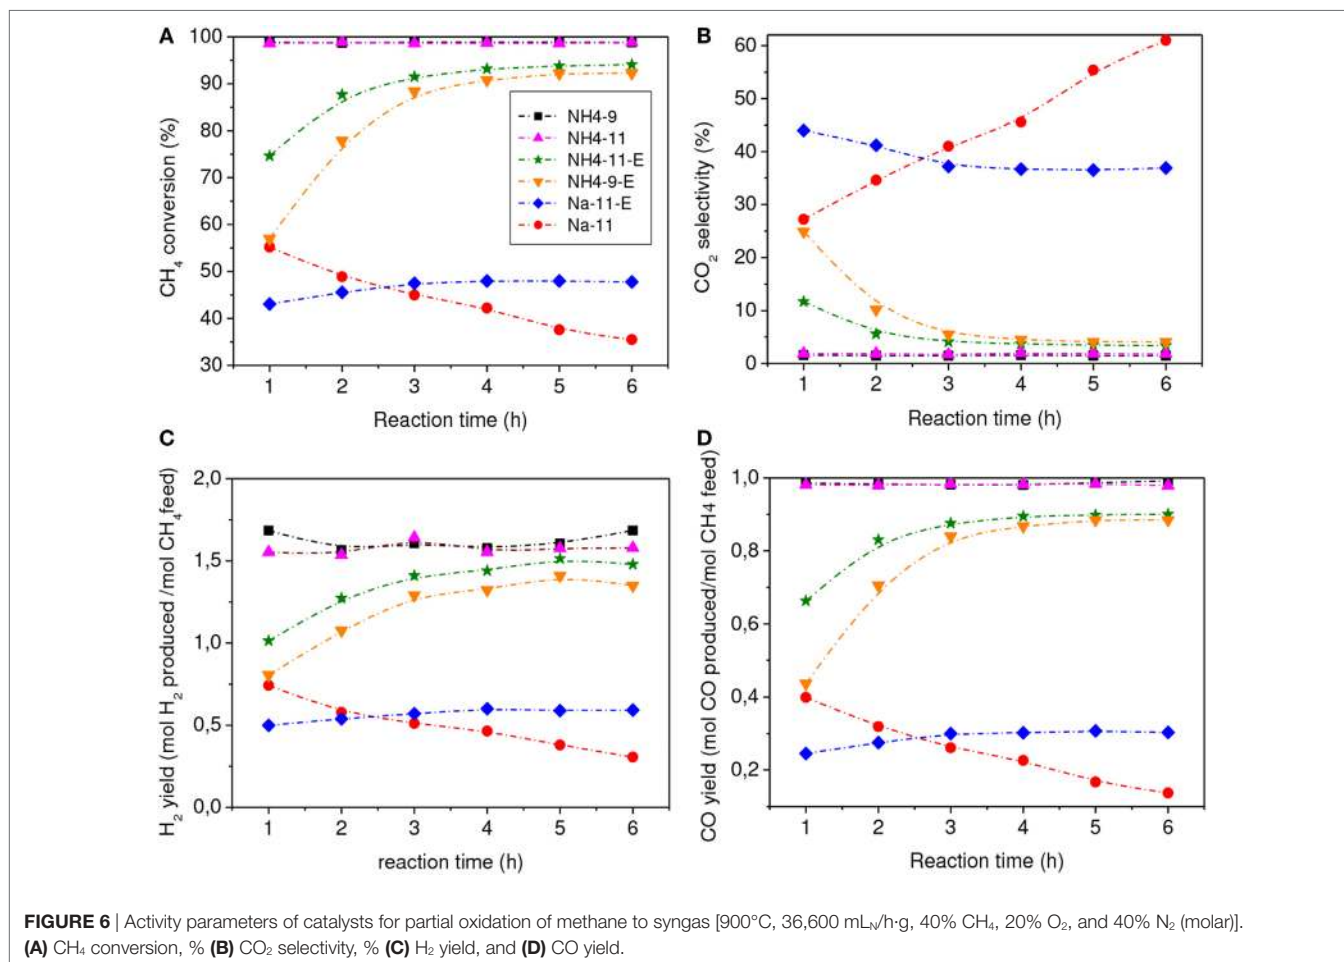 A
CH4 conversion (%)
100
90
80
70
60
50
40
30
1 2 3 4 5 6
Reaction time (h)
NH4-9
NH4-11
NH4-11-E
NH4-9-E
Na-11-E
Na-11
B
CO2 selectivity (%)
60
50
40
30
20
10
0
1 2 3 4 5 6
Reaction time (h)
C
H2 yield (mol H2 produced /mol CH4feed)
2,0
1,5
1,0
0,5
0,0
1 2 3 4 5 6
reaction time (h)
D
CO yield (mol CO produced/mol CH4 feed)
1,0
0,8
0,6
0,4
0,2
1 2 3 4 5 6
Reaction time (h)
FIGURE 6 | Activity parameters of catalysts for partial oxidation of methane to syngas [900°C, 36,600 mLN/h·g, 40% CH4, 20% O2, and 40% N2 (molar)].
(A) CH4 conversion, % (B) CO2 selectivity, % (C) H2 yield, and (D) CO yield.